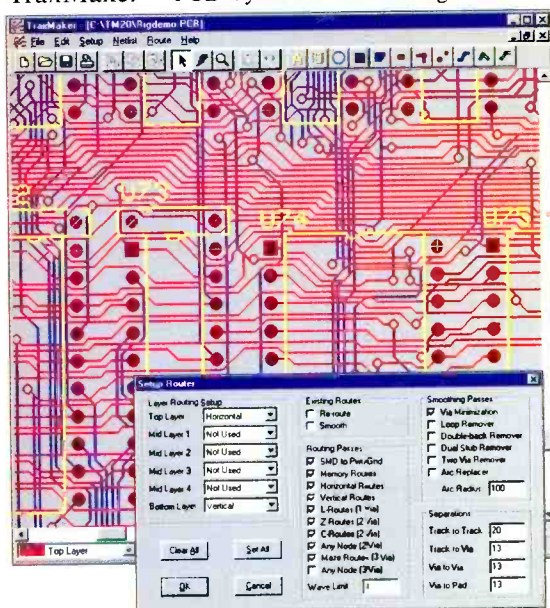 TraxMaker [C:\TM20\Bigdemo.PCB]
File Edit Setup Netlist Route Help
U24
U25
Setup Router
Layer Routing Setup
Top Layer Horizontal
Mid Layer 1 Not Used
Mid Layer 2 Not Used
Mid Layer 3 Not Used
Mid Layer 4 Not Used
Bottom Layer Vertical
Clear All
Set All
OK
Cancel
Existing Routes
Re-route
Smooth
Routing Passes
SMD to Pwr/Gnd
Memory Routes
Horizontal Routes
Vertical Routes
L-Routes (1 Via)
Z-Routes (2 Via)
C-Routes (2 Via)
Any Node (2Via)
Maze Routes (3 Via)
Any Node (3Via)
Wave Limit
Smoothing Passes
Via Minimization
Loop Remover
Double-back Remover
Dual Stub Remover
Two Via Remover
Arc Replacer
Arc Radius 100
Separations
Track to Track 20
Track to Via 13
Via to Via 13
Via to Pad 13
Top Layer